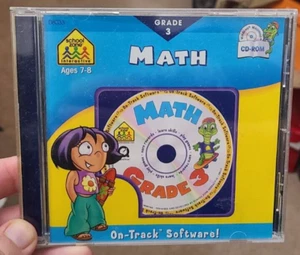 GRADE
3
school
zone
interactive
Ages 7-8
MATH
CD-ROM
MATH
GRADE 3
On-Track Software!